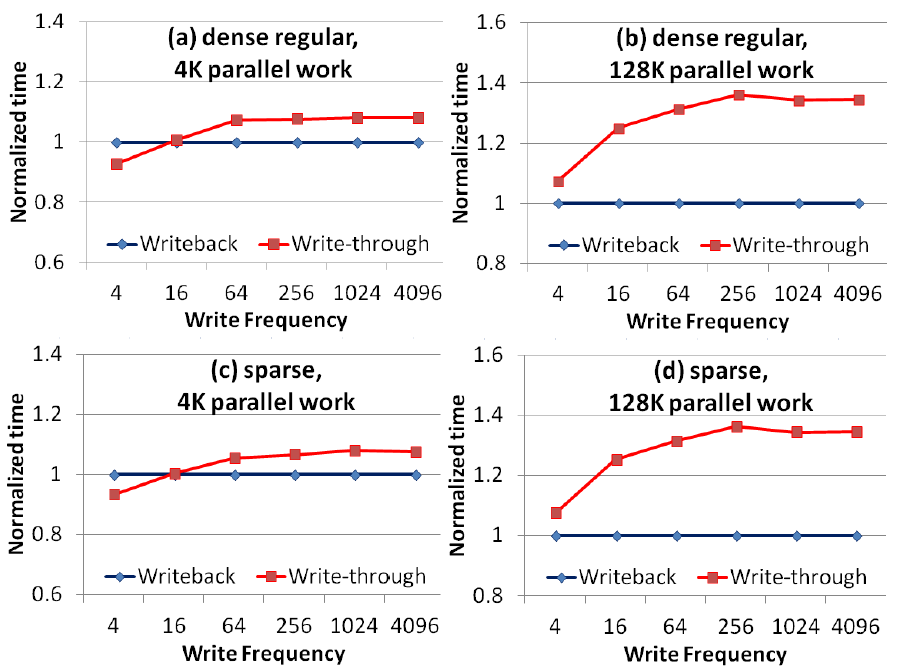 (a) dense regular,
4K parallel work
Normalized time
1.4
1.2
1
0.8
0.6
Writeback Write-through
4 16 64 256 1024 4096
Write Frequency
(b) dense regular,
128K parallel work
Normalized time
1.6
1.4
1.2
1
0.8
Writeback Write-through
4 16 64 256 1024 4096
Write Frequency
(c) sparse,
4K parallel work
Normalized time
1.4
1.2
1
0.8
0.6
Writeback Write-through
4 16 64 256 1024 4096
Write Frequency
(d) sparse,
128K parallel work
Normalized time
1.6
1.4
1.2
1
0.8
Writeback Write-through
4 16 64 256 1024 4096
Write Frequency